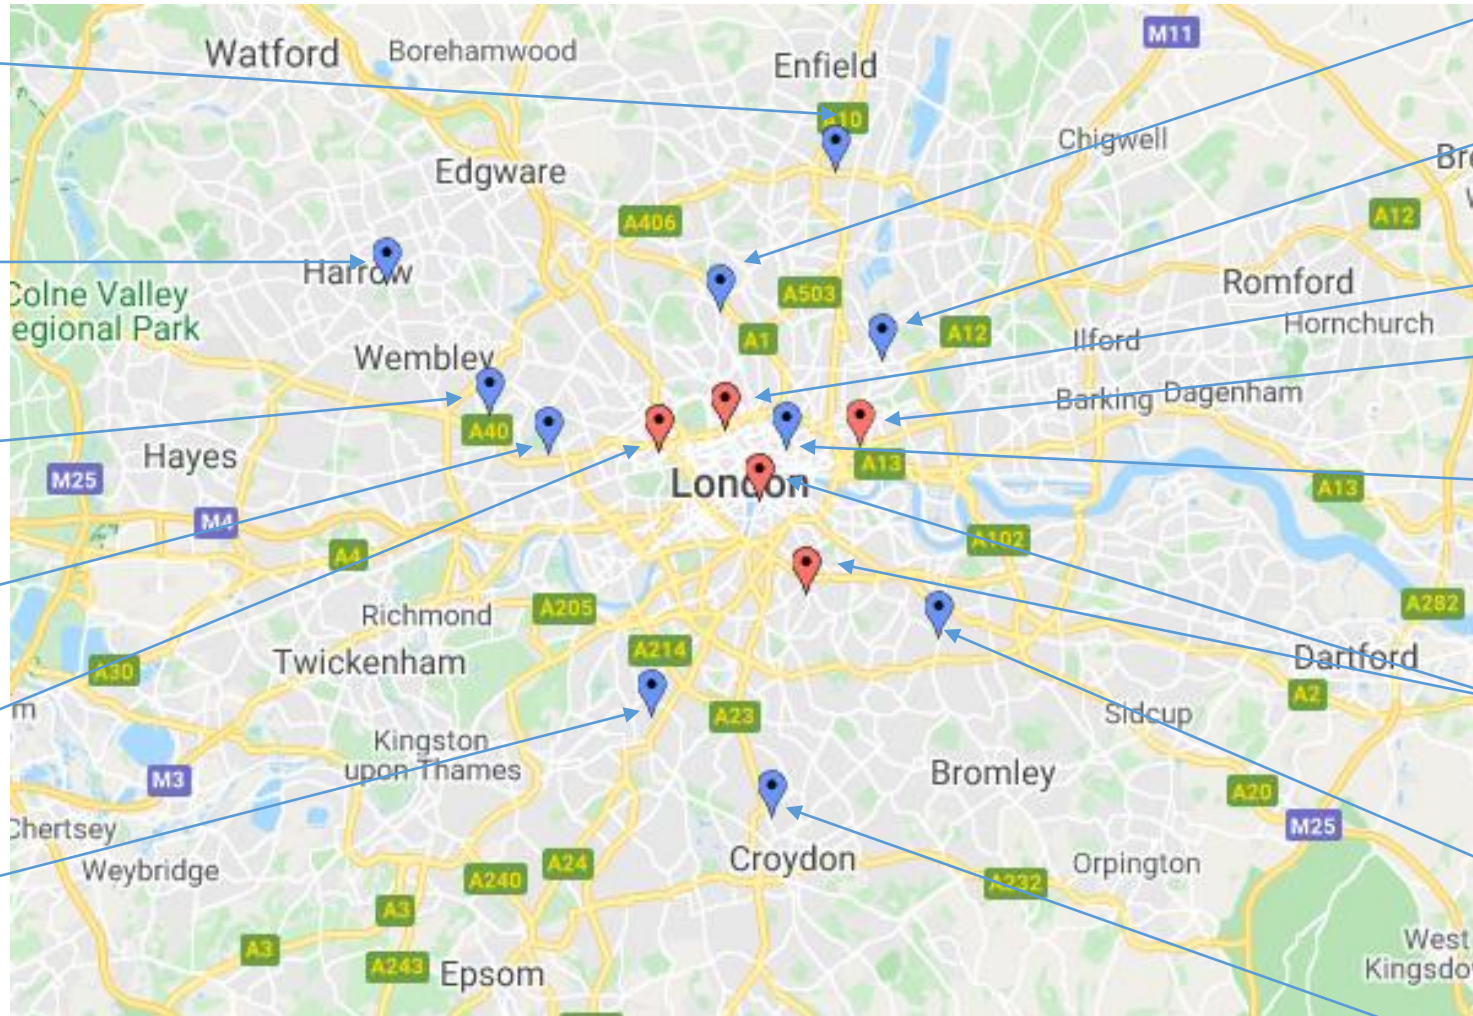 M11
Watford
Borehamwood
Enfield
A10
Chigwell
Edgware
A406
A12
Harrow
Colne Valley
egional Park
A503
Romford
Hornchurch
A1
A12
Ilford
Wembley
Barking
Dagenham
A40
Hayes
London
A13
M25
A13
M4
A4
A102
Richmond
A205
A282
Twickenham
A214
Dartford
A30
A2
m
A23
Sidcup
Kingston
upon Thames
M3
Bromley
A20
M25
Chertsey
Weybridge
A24
A240
Croydon
A232
Orpington
A3
A3
A243
Epsom
West
Kingsdo